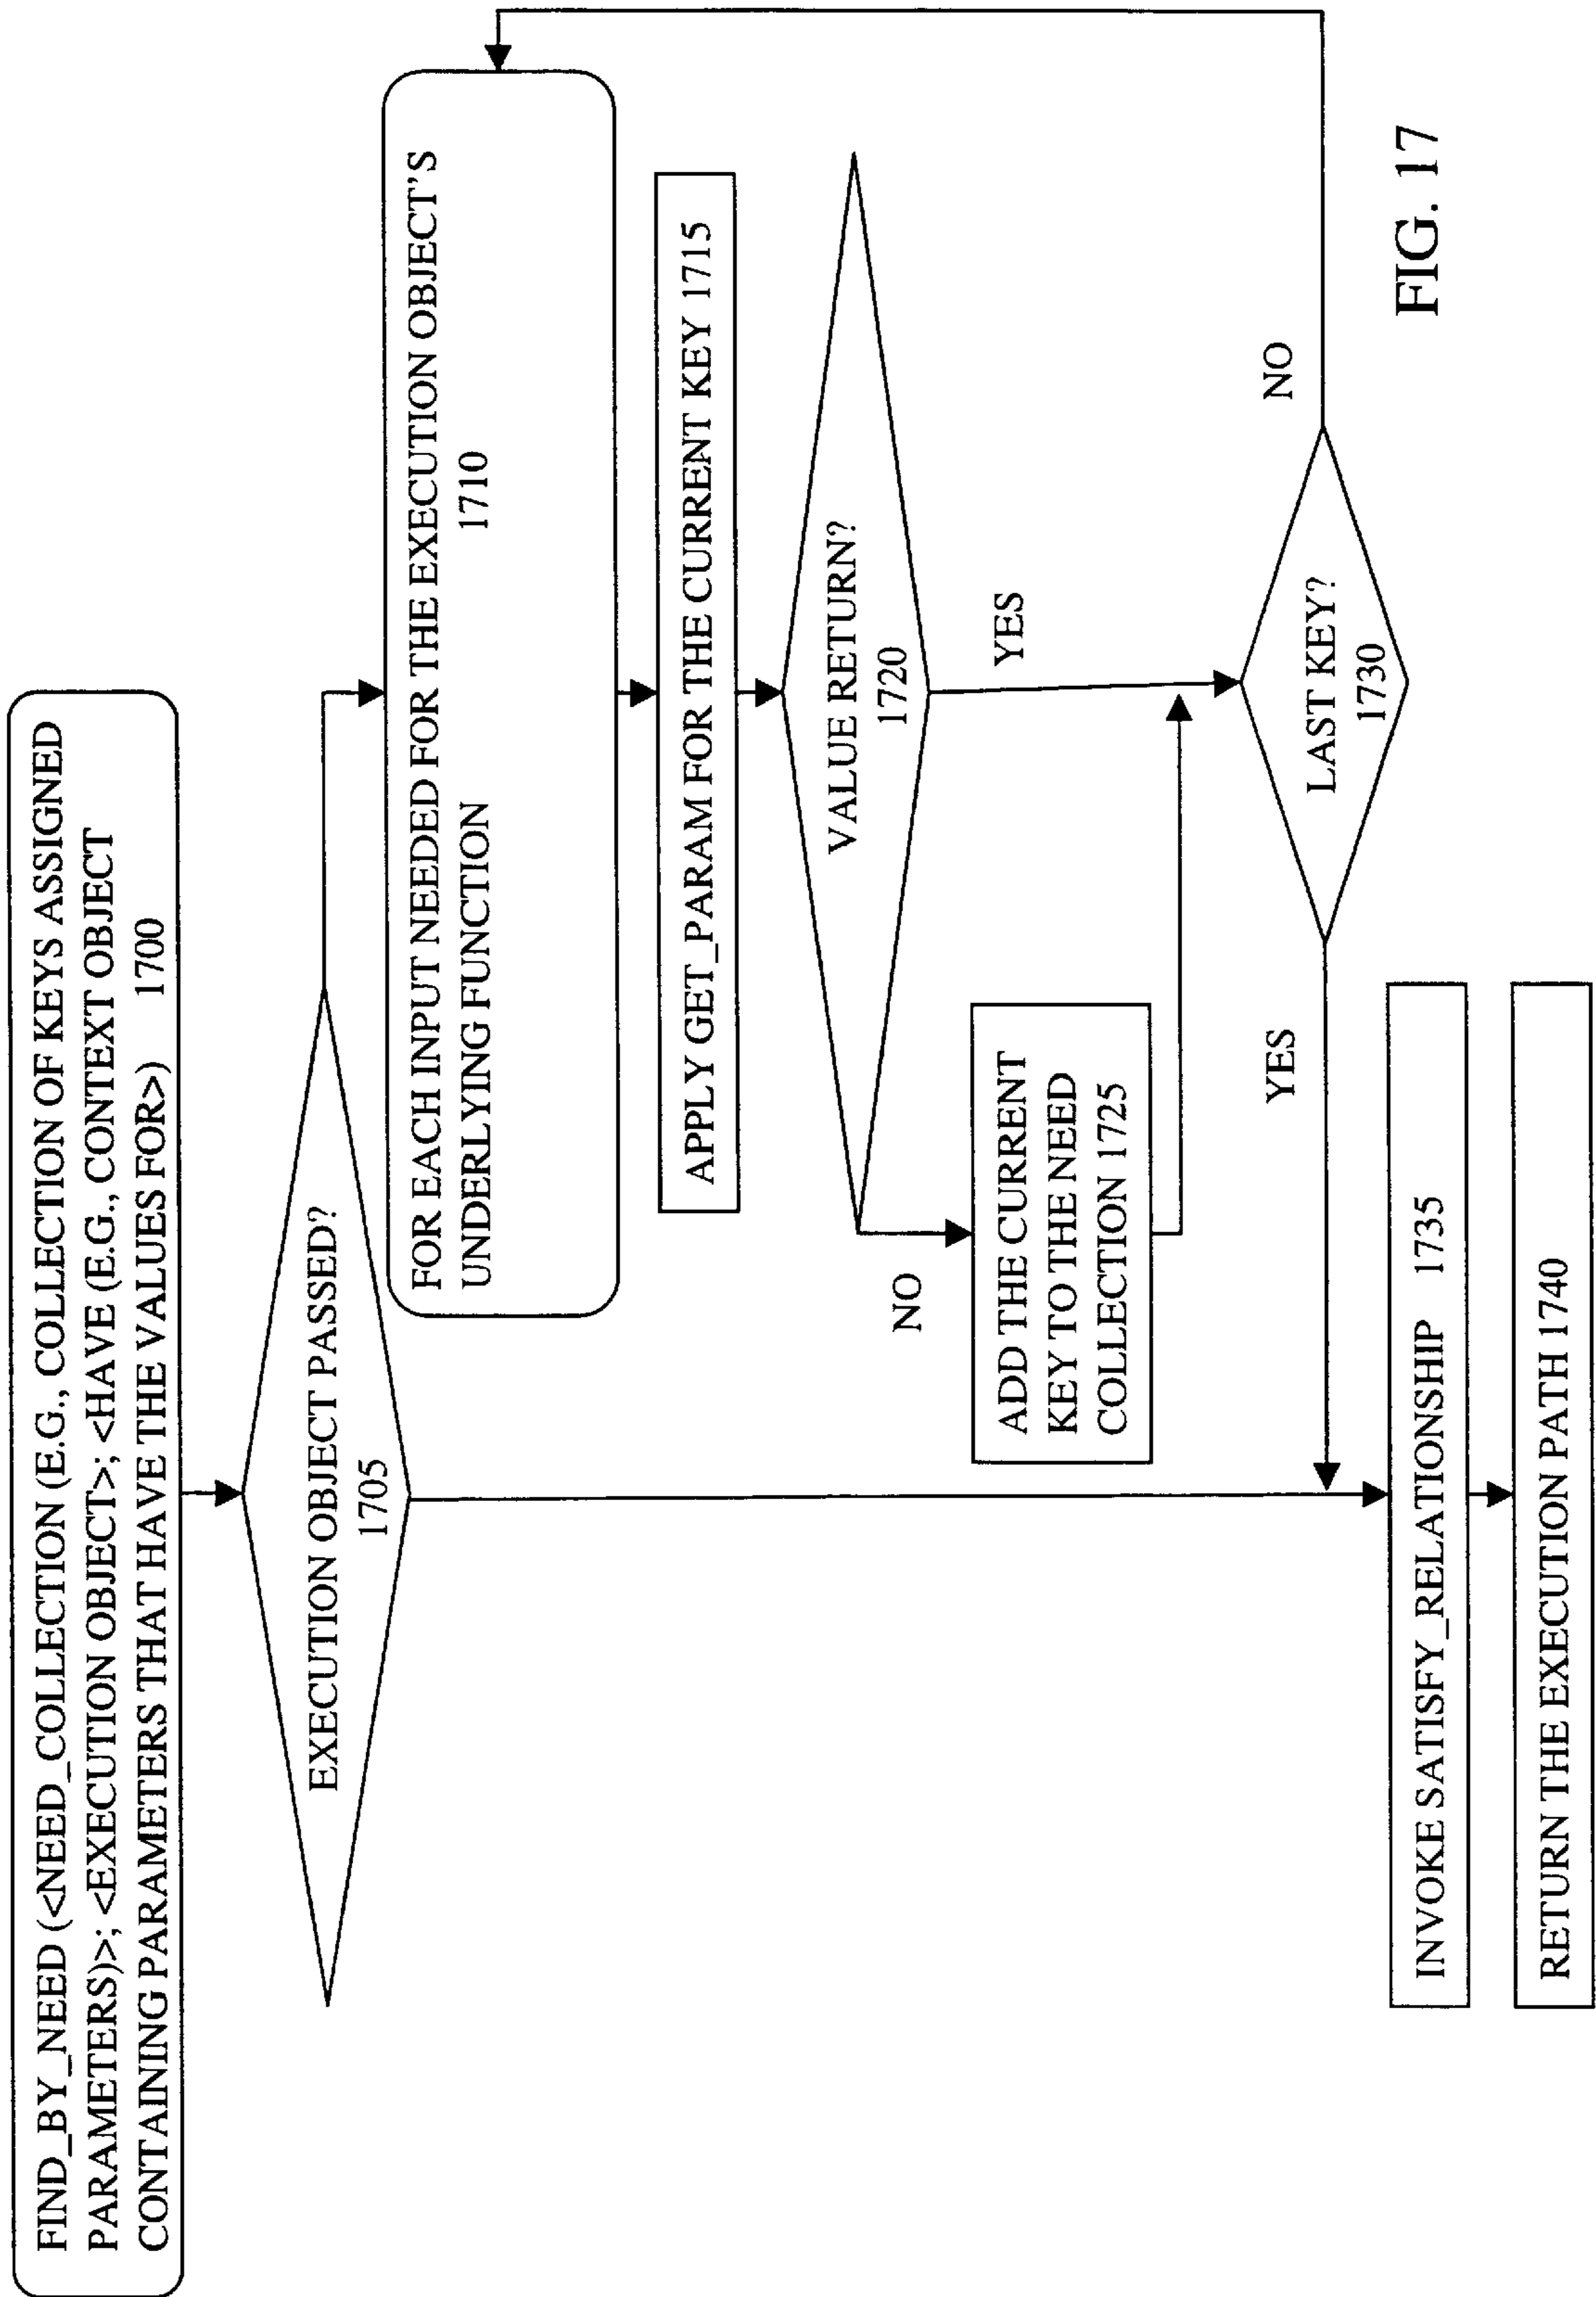 FIND_BY_NEED (<NEED_COLLECTION (E.G., COLLECTION OF KEYS ASSIGNED
PARAMETERS)>; <EXECUTION OBJECT>; <HAVE (E.G., CONTEXT OBJECT
CONTAINING PARAMETERS THAT HAVE THE VALUES FOR>) 1700
EXECUTION OBJECT PASSED?
1705
FOR EACH INPUT NEEDED FOR THE EXECUTION OBJECT'S
UNDERLYING FUNCTION 1710
APPLY GET_PARAM FOR THE CURRENT KEY 1715
VALUE RETURN?
1720
NO
YES
ADD THE CURRENT
KEY TO THE NEED
COLLECTION 1725
LAST KEY?
1730
YES
NO
INVOKE SATISFY_RELATIONSHIP 1735
RETURN THE EXECUTION PATH 1740
FIG. 17